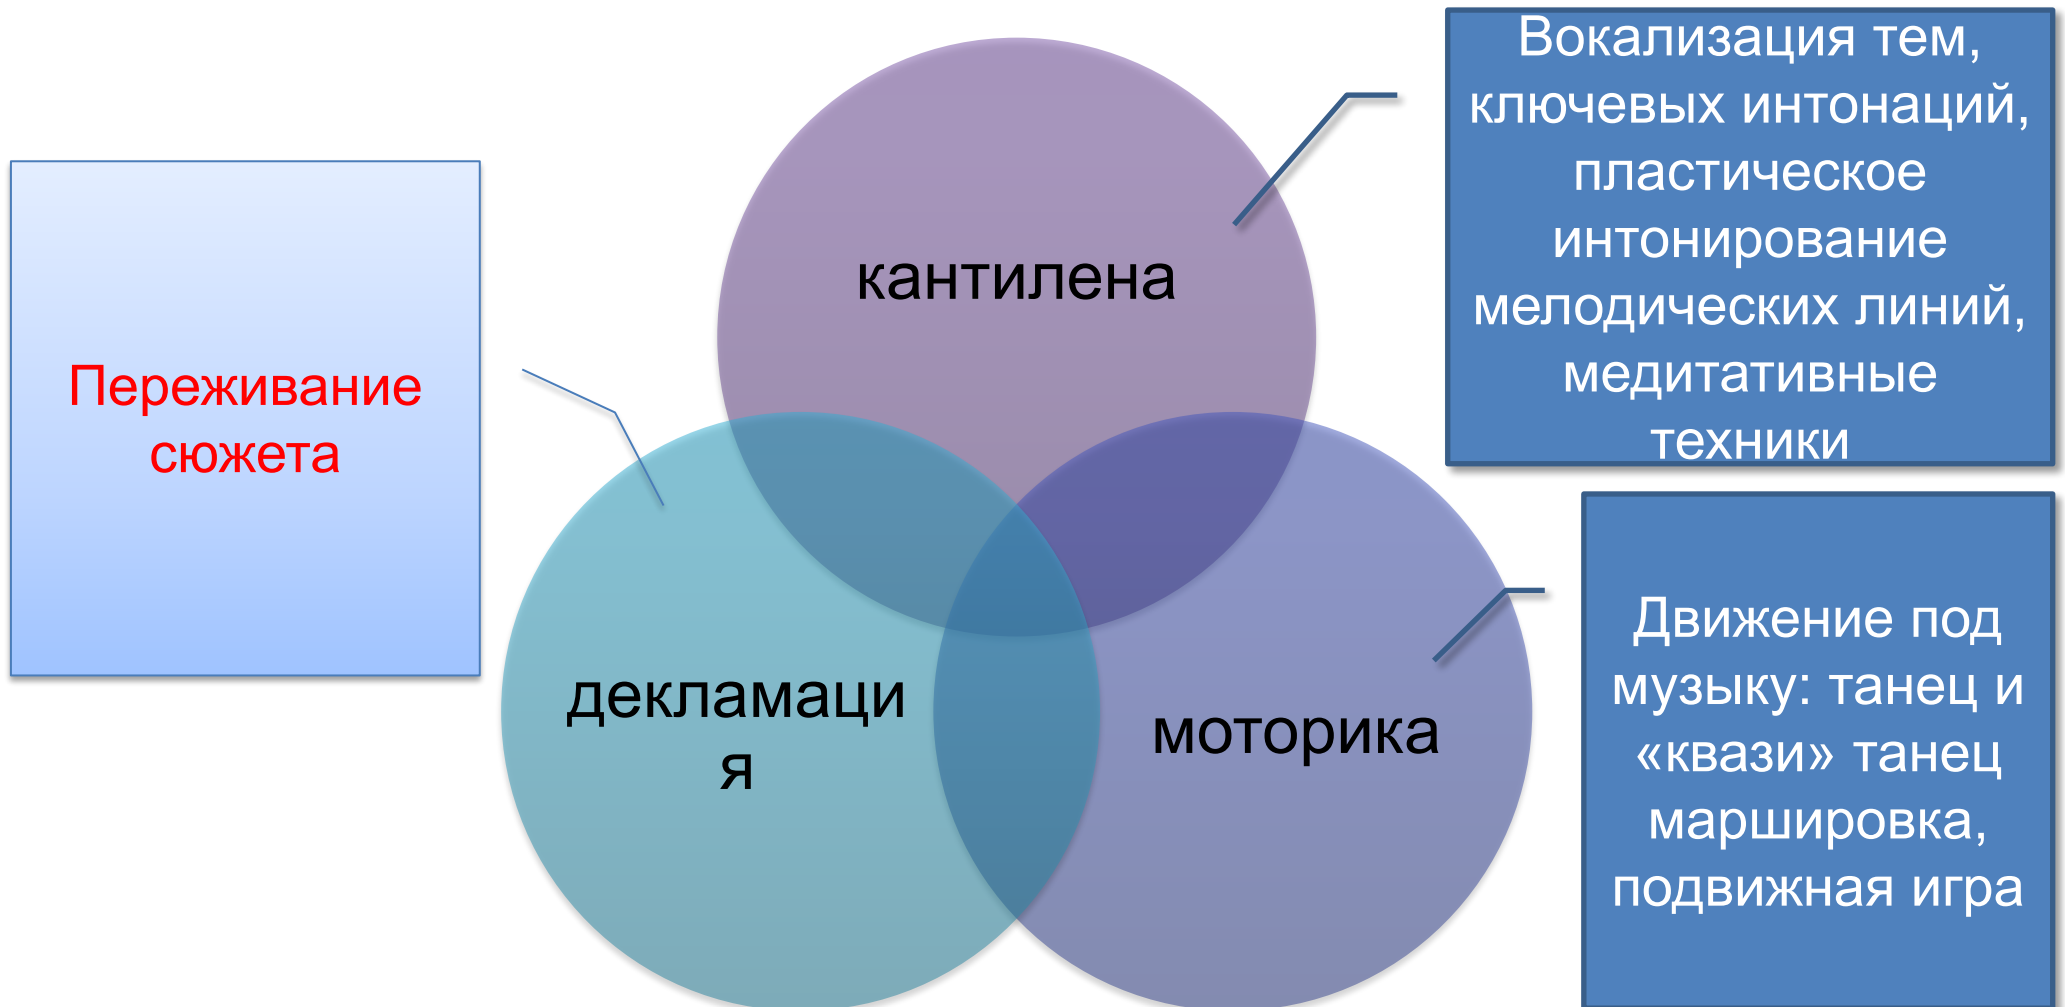 Вокализация тем,
ключевых интонаций,
пластическое
интонирование
мелодических линий,
медитативные
техники
кантилена
Переживание
сюжета
декламаци
я
моторика
Движение под
музыку: танец и
«квази» танец
маршировка,
подвижная игра